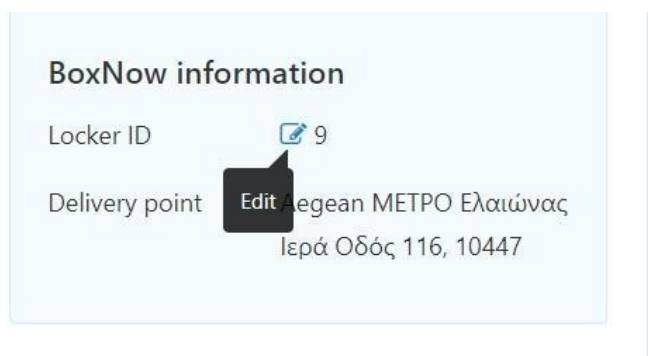 BoxNow information
Locker ID 9
Edit
Delivery point Aegean ΜΕΤΡΟ Ελαιώνας
Ιερά Οδός 116, 10447